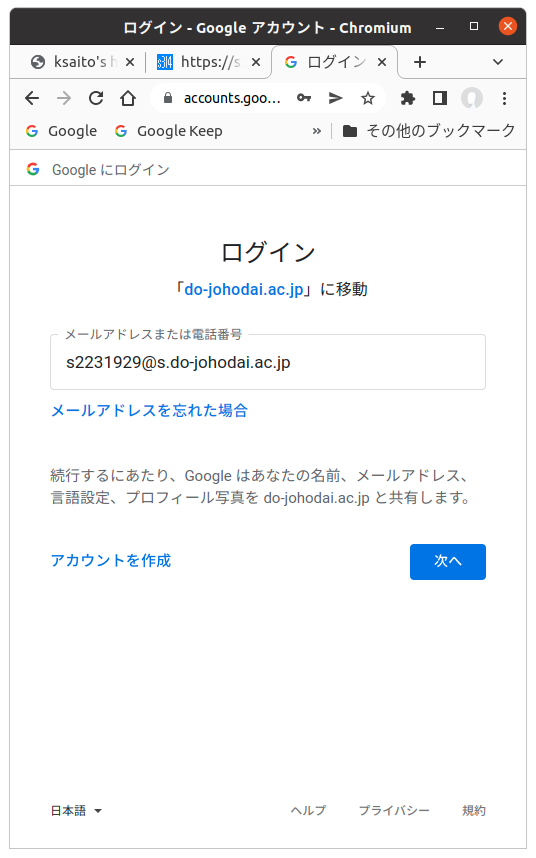 ログイン - Google アカウント - Chromium
ksaito's h
https://s
ログイン
accounts.goo...
Google
Google Keep
»
その他のブックマーク
Google にログイン
ログイン
「do-johodai.ac.jp」に移動
メールアドレスまたは電話番号
s2231929@s.do-johodai.ac.jp
メールアドレスを忘れた場合
続行するにあたり、Google はあなたの名前、メールアドレス、
言語設定、プロフィール写真を do-johodai.ac.jp と共有します。
アカウントを作成
次へ
日本語
ヘルプ
プライバシー
規約